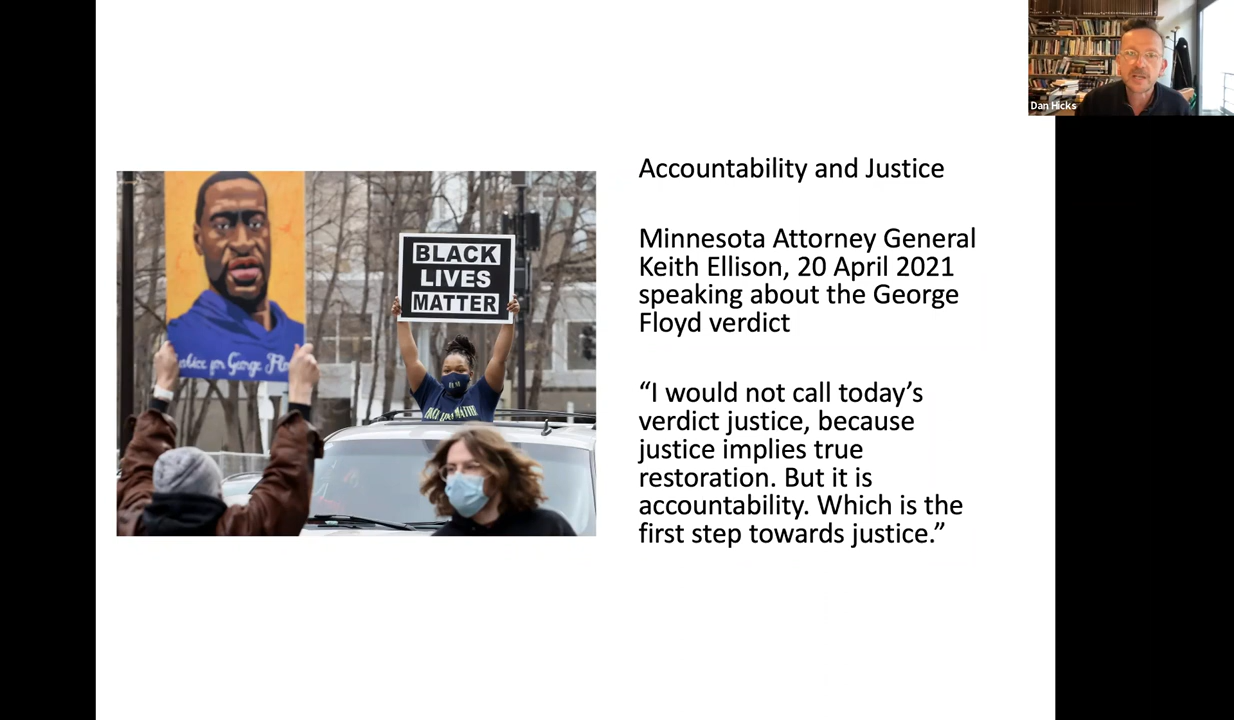 Dan Hicks
Accountability and Justice
Minnesota Attorney General
Keith Ellison, 20 April 2021
speaking about the George
Floyd verdict
“I would not call today’s
verdict justice, because
justice implies true
restoration. But it is
accountability. Which is the
first step towards justice.”
BLACK
LIVES
MATTER
for George